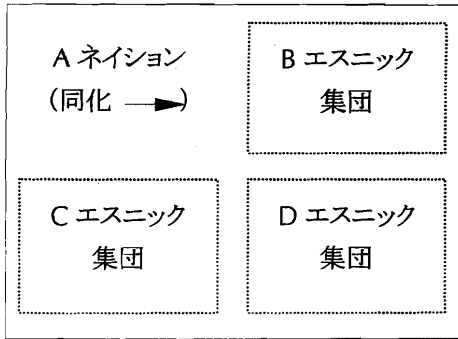 A ネイション
(同化 →)
B エスニック
集団
C エスニック
集団
D エスニック
集団